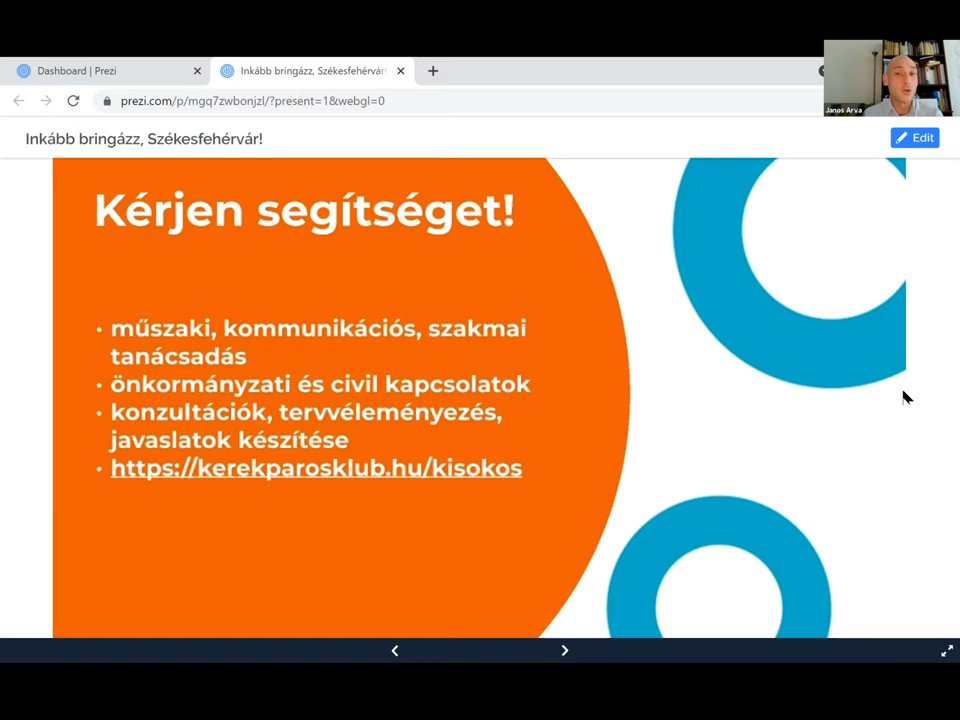 Dashboard | Prezi
Inkább bringázz, Székesfehérvár!
prezi.com/p/mgq7zwbonjzl/?present=1&webgl=0
Janos Arva
Inkább bringázz, Székesfehérvár!
Edit
Kérjen segítséget!
• műszaki, kommunikációs, szakmai
tanácsadás
• önkormányzati és civil kapcsolatok
• konzultációk, tervvéleményezés,
javaslatok készítése
• https://kerekparosklub.hu/kisokos